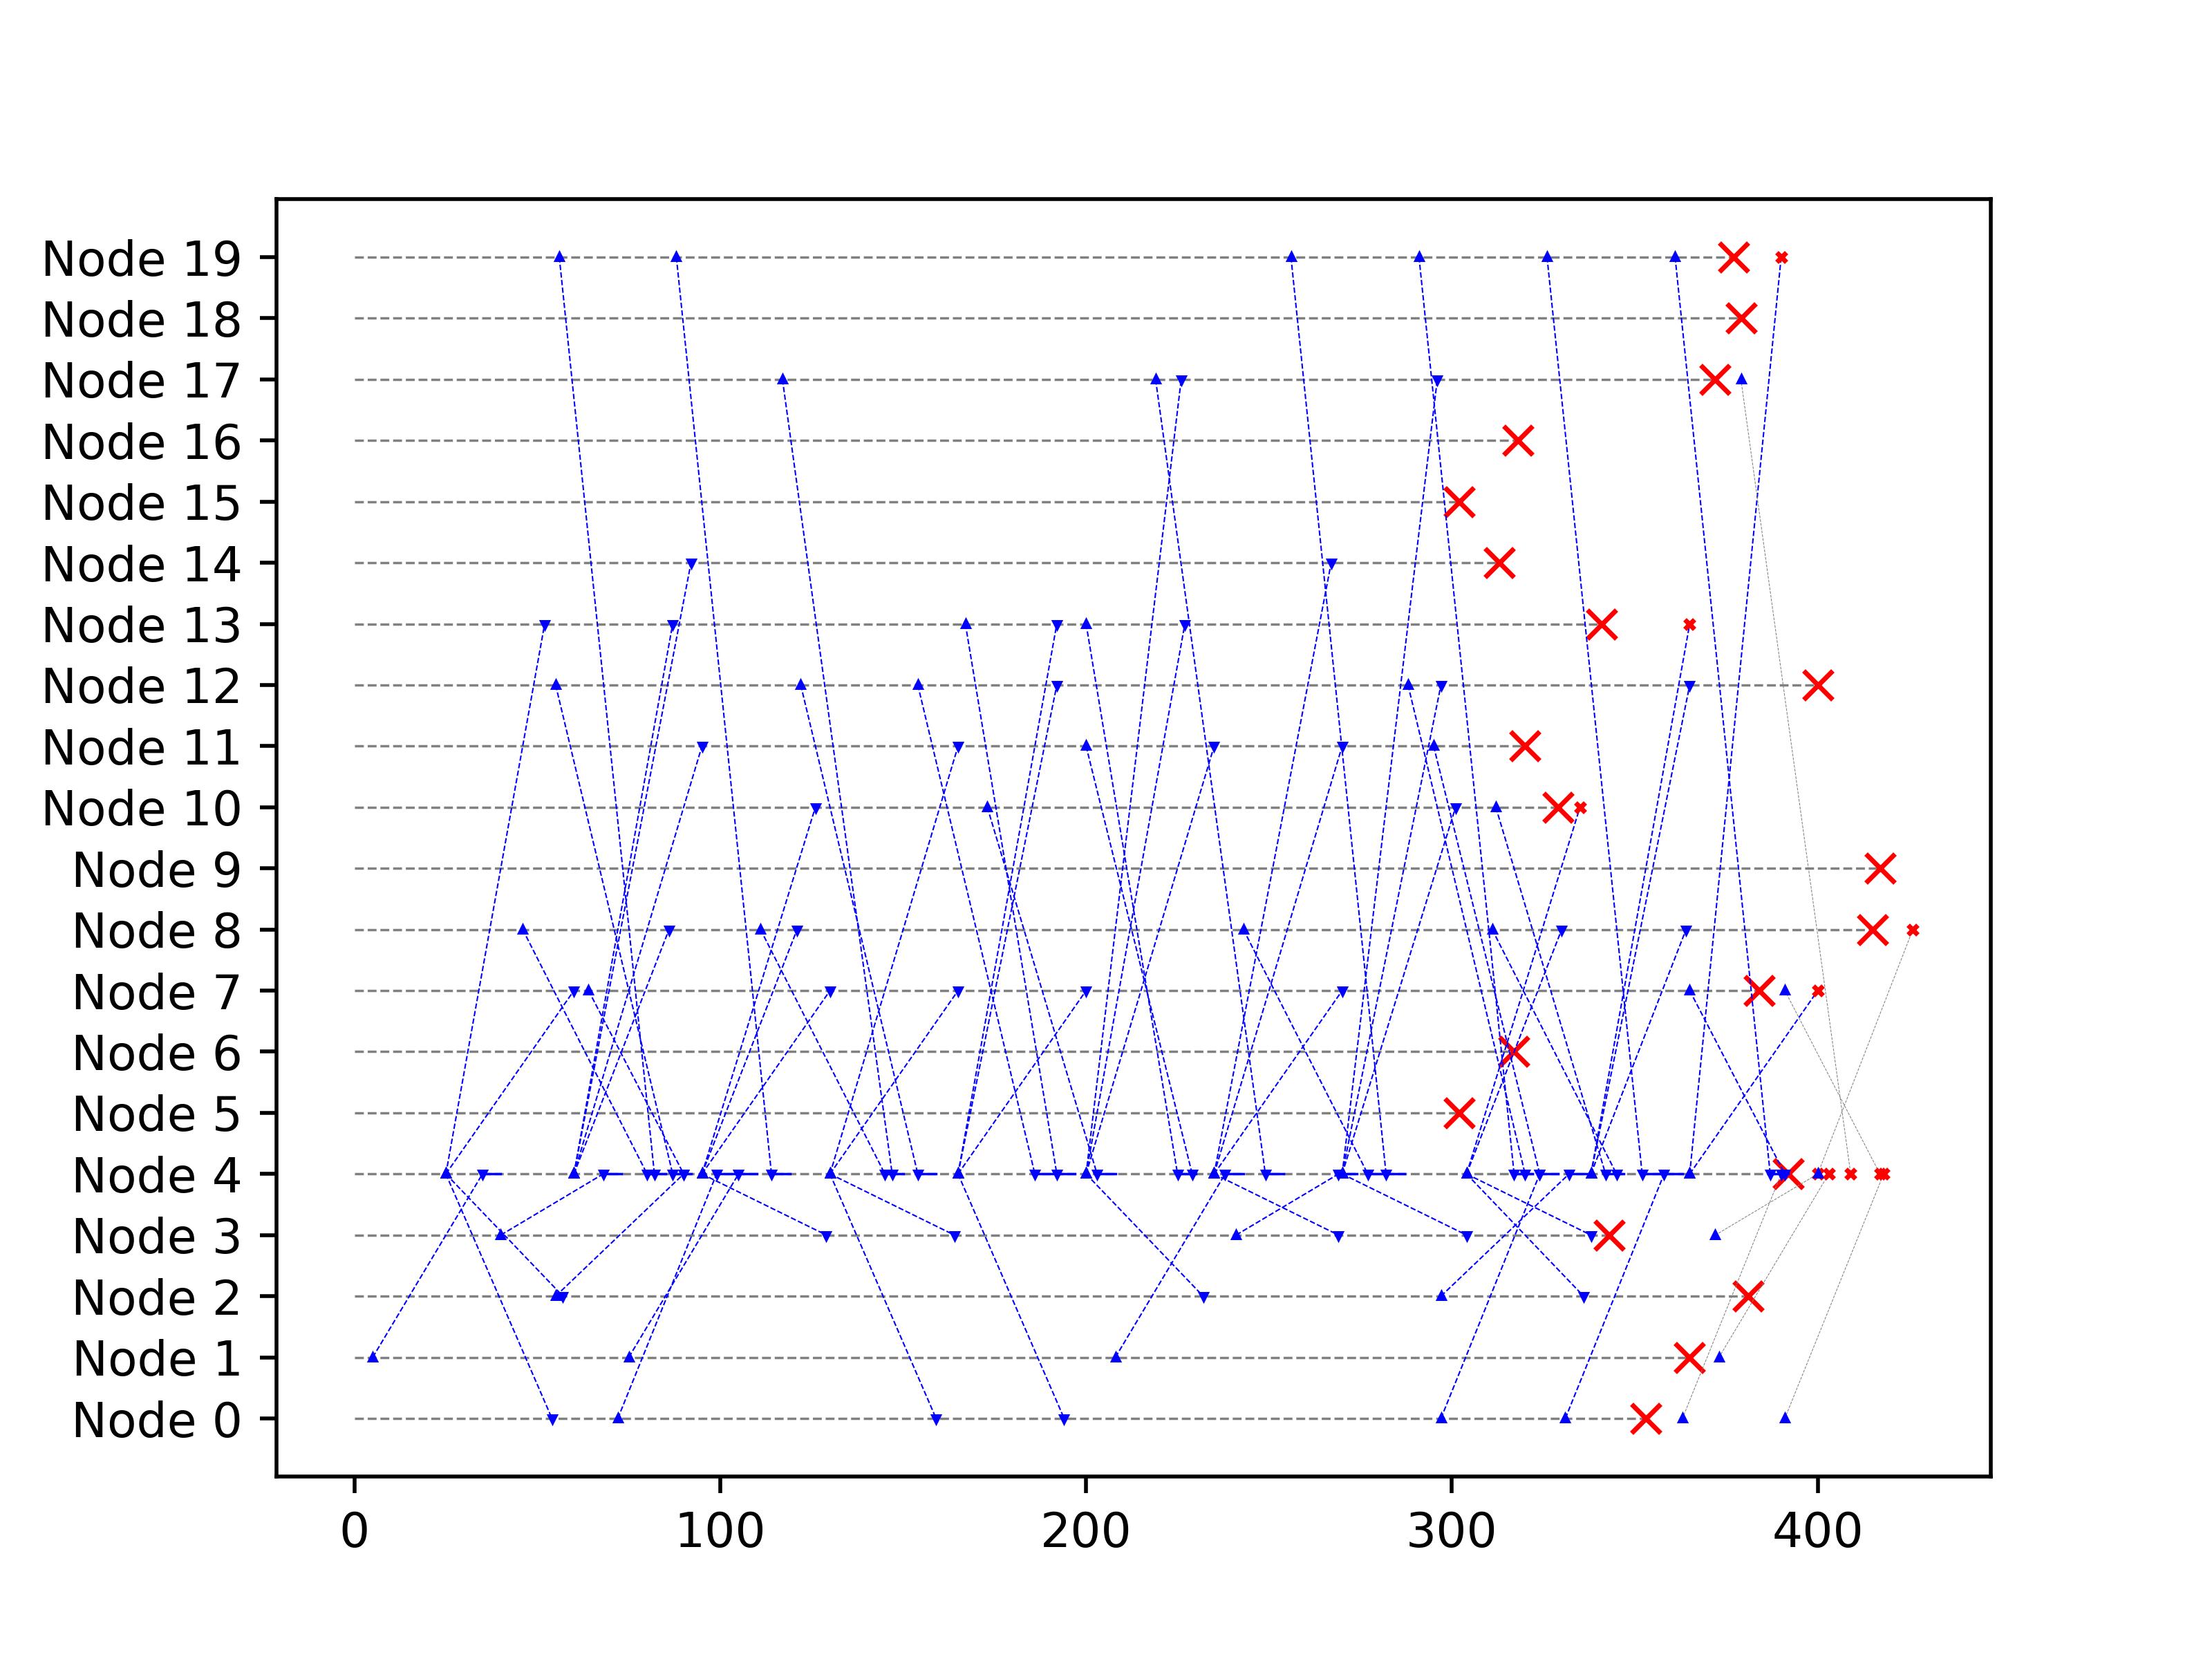 Node 19
Node 18
Node 17
Node 16
Node 15
Node 14
Node 13
Node 12
Node 11
Node 10
Node 9
Node 8
Node 7
Node 6
Node 5
Node 4
Node 3
Node 2
Node 1
Node 0
0 100 200 300 400